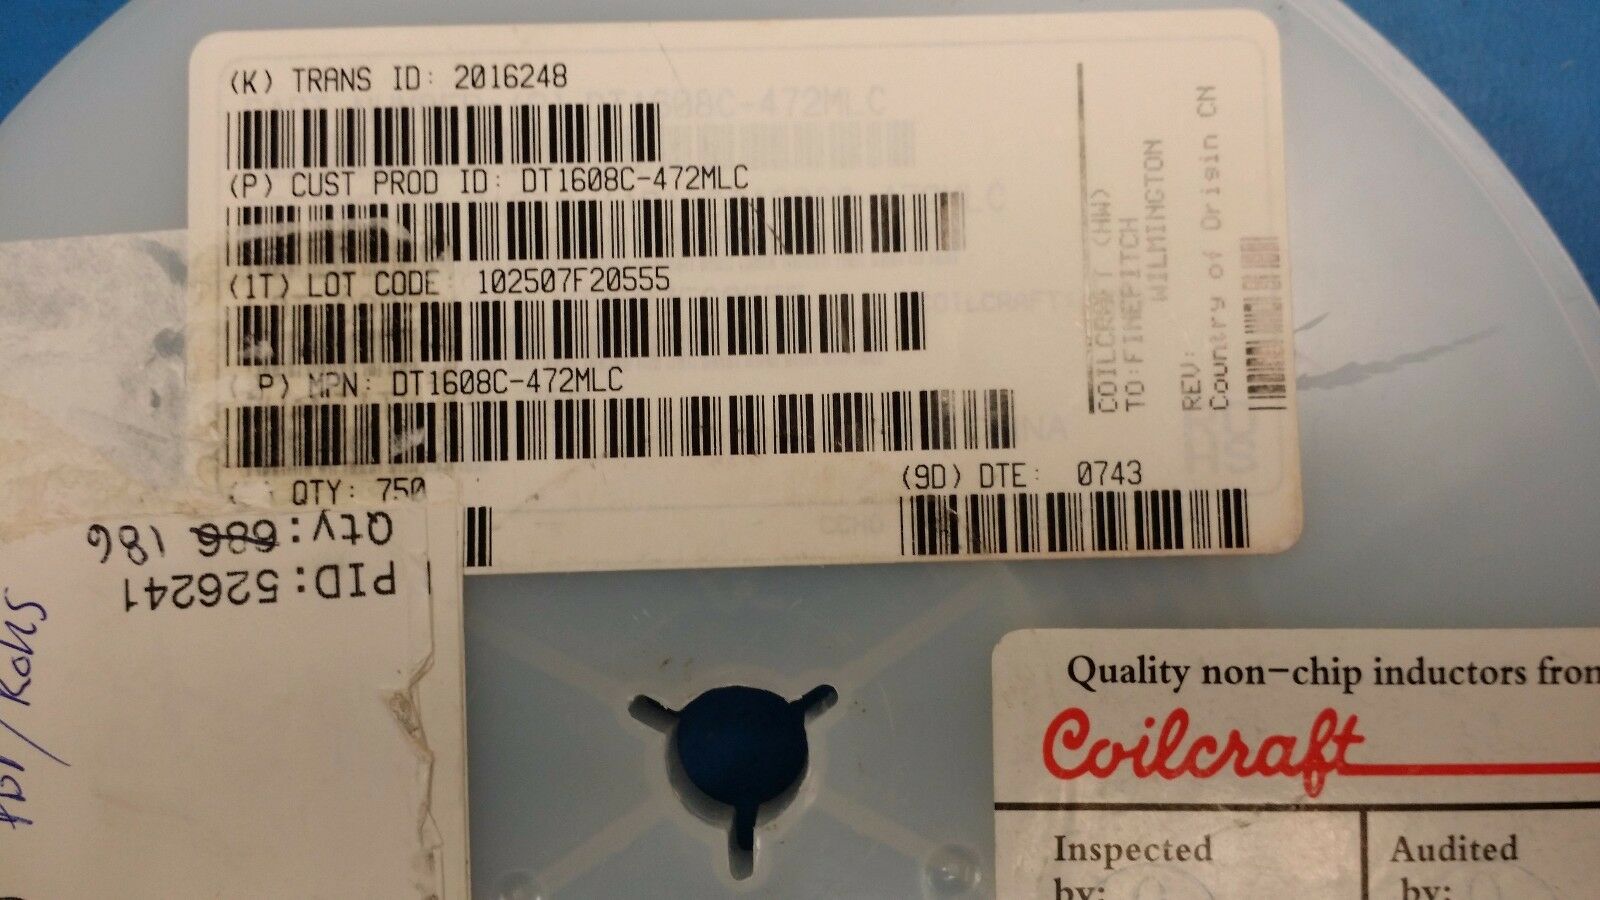 (K) TRANS ID: 2016248
(P) CUST PROD ID: DT1608C-472MLC
(1T) LOT CODE 102507F20555
P) MPN: DT1608C-472MLC
QTY: 750
(9D) DTE: 0743
COILCRAFT (HW)
TO:FINEPITCH
WILMINGTON
REV:
Country of Origin CN
DT1608C-472MLC
PID:526241
Qty: 686 186
Quality non-chip inductors from
Coilcraft
Inspected
by:
Audited
by: